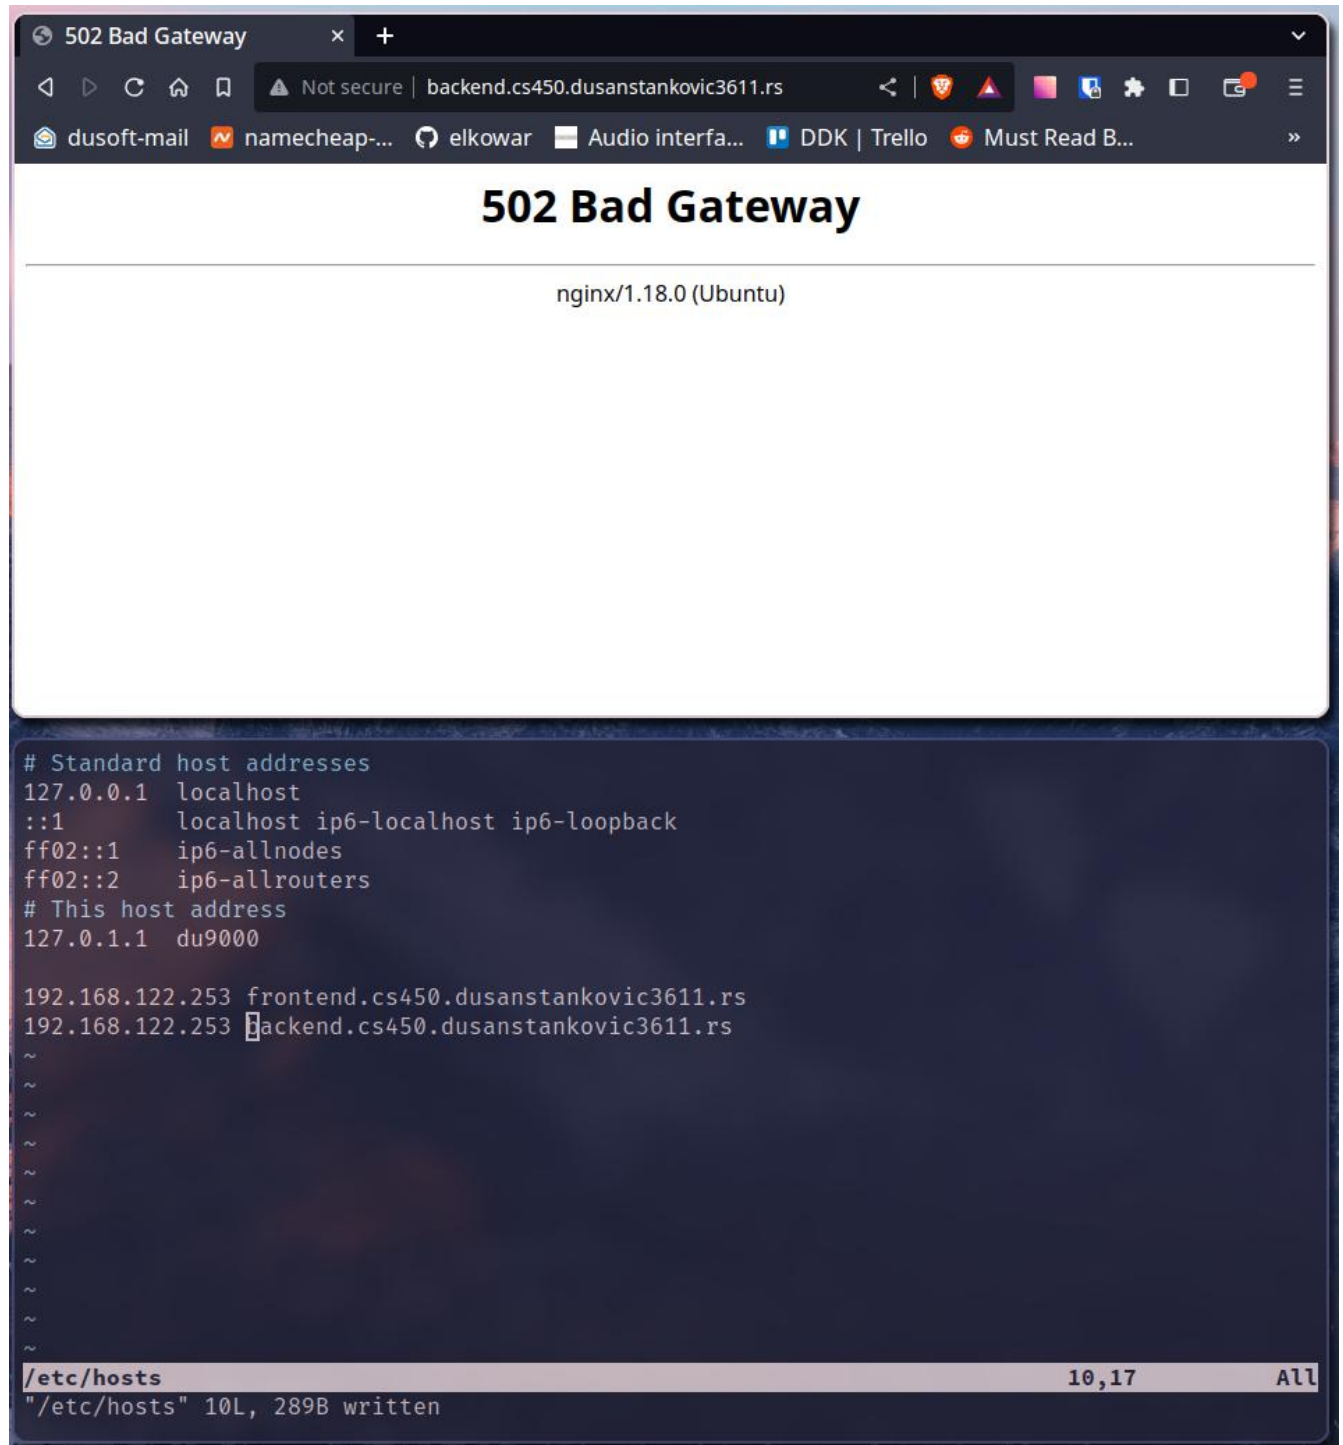 502 Bad Gateway
Not secure backend.cs450.dusanstankovic3611.rs
dusoft-mail namecheap-... elkowar Audio interfa... DDK | Trello Must Read B...
502 Bad Gateway
nginx/1.18.0 (Ubuntu)
# Standard host addresses
127.0.0.1 localhost
::1 localhost ip6-localhost ip6-loopback
ff02::1 ip6-allnodes
ff02::2 ip6-allrouters
# This host address
127.0.1.1 du9000
192.168.122.253 frontend.cs450.dusanstankovic3611.rs
192.168.122.253 backend.cs450.dusanstankovic3611.rs
~
~
~
~
~
~
~
~
~
~
~
/etc/hosts 10,17 All
"/etc/hosts" 10L, 289B written